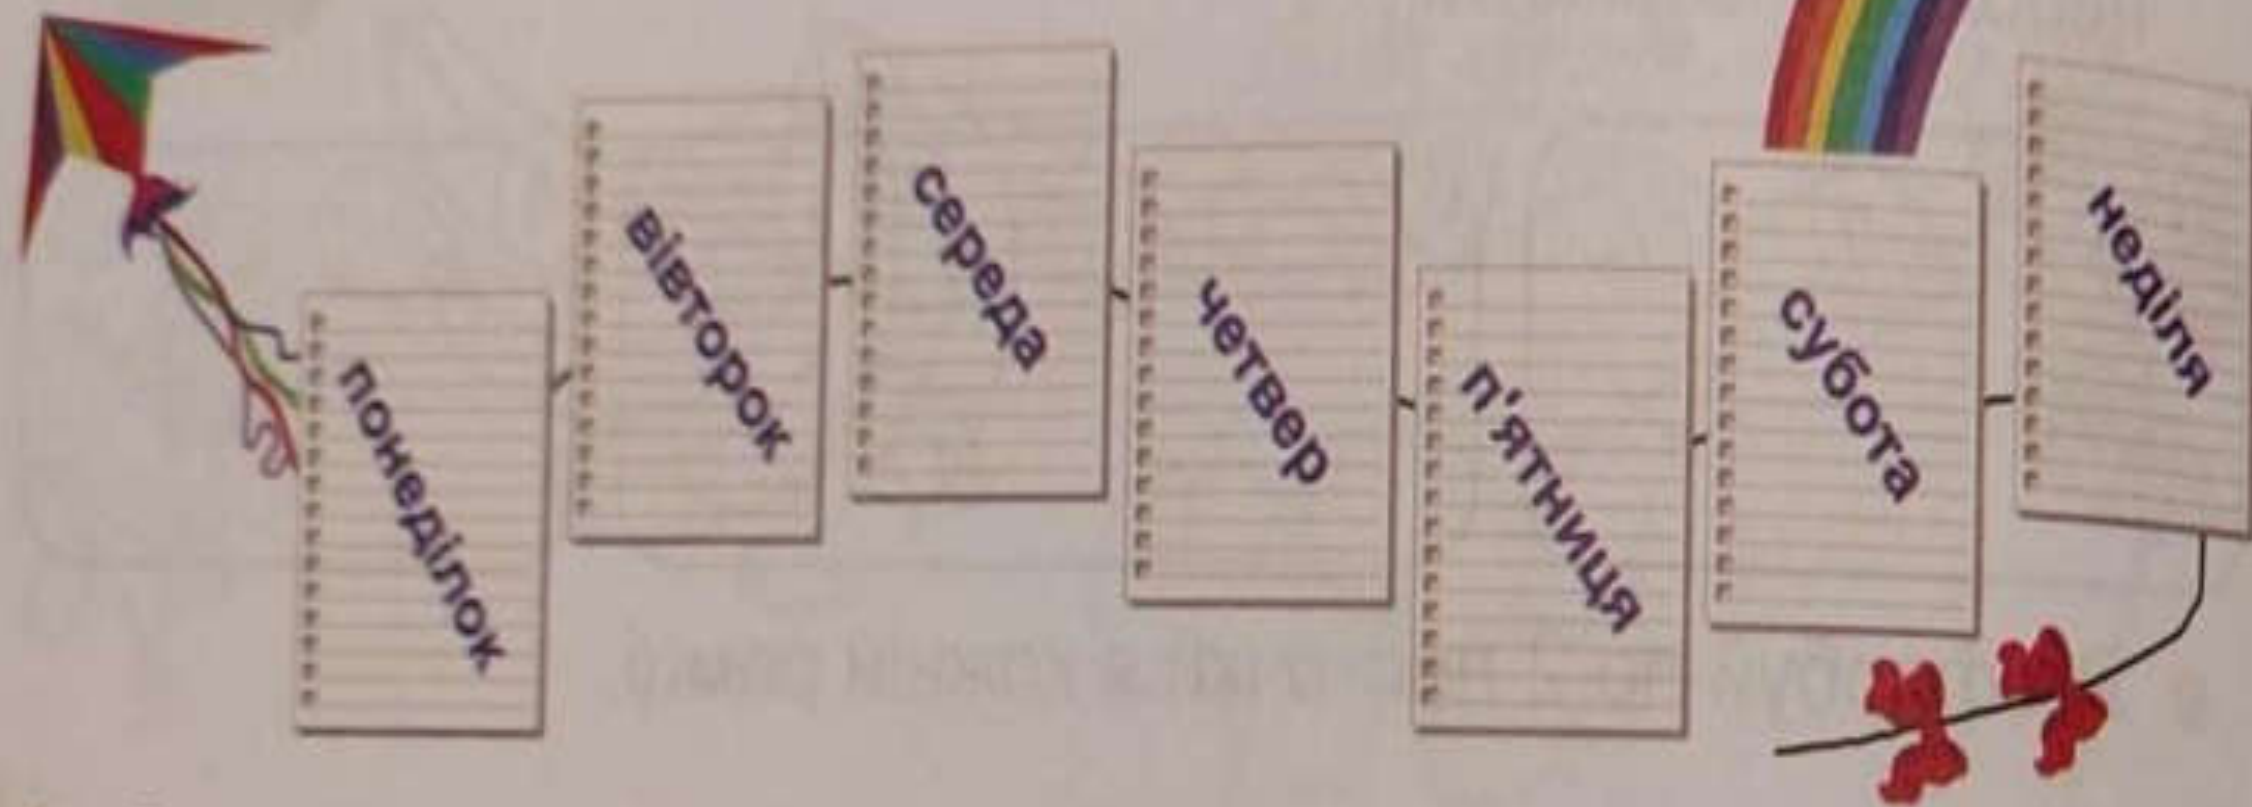 понеділок
вівторок
середа
четвер
п'ятниця
субота
неділя